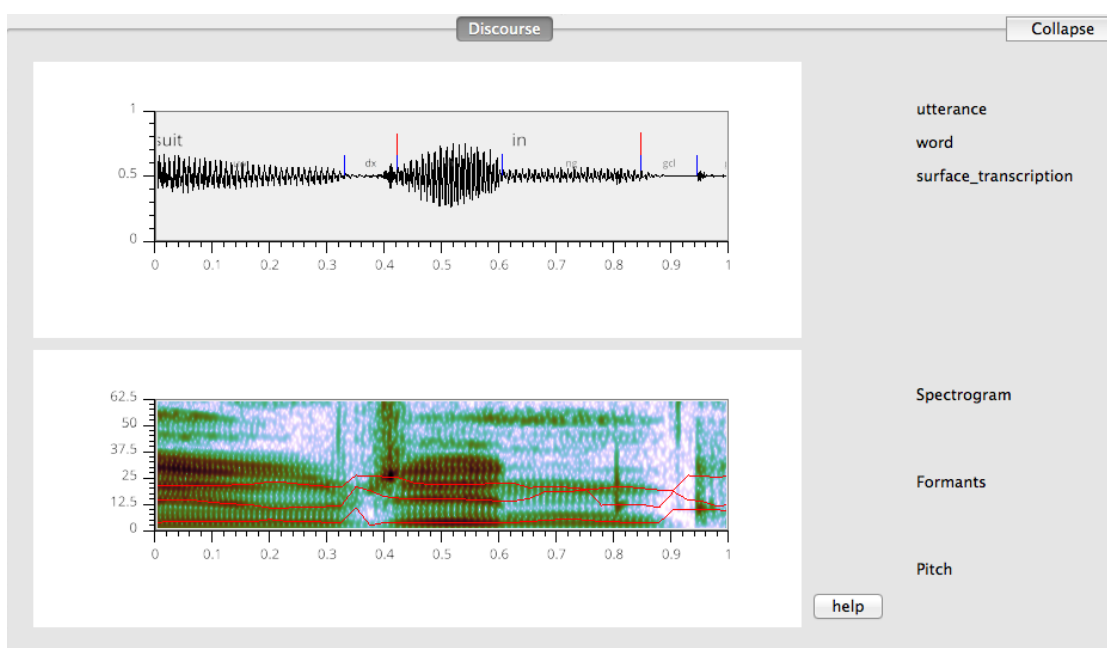 Discourse
Collapse
1
suit in
dx ng gcl
0.5
0
0 0.1 0.2 0.3 0.4 0.5 0.6 0.7 0.8 0.9 1
utterance
word
surface_transcription
62.5
50
37.5
25
12.5
0
0 0.1 0.2 0.3 0.4 0.5 0.6 0.7 0.8 0.9 1
Spectrogram
Formants
Pitch
help